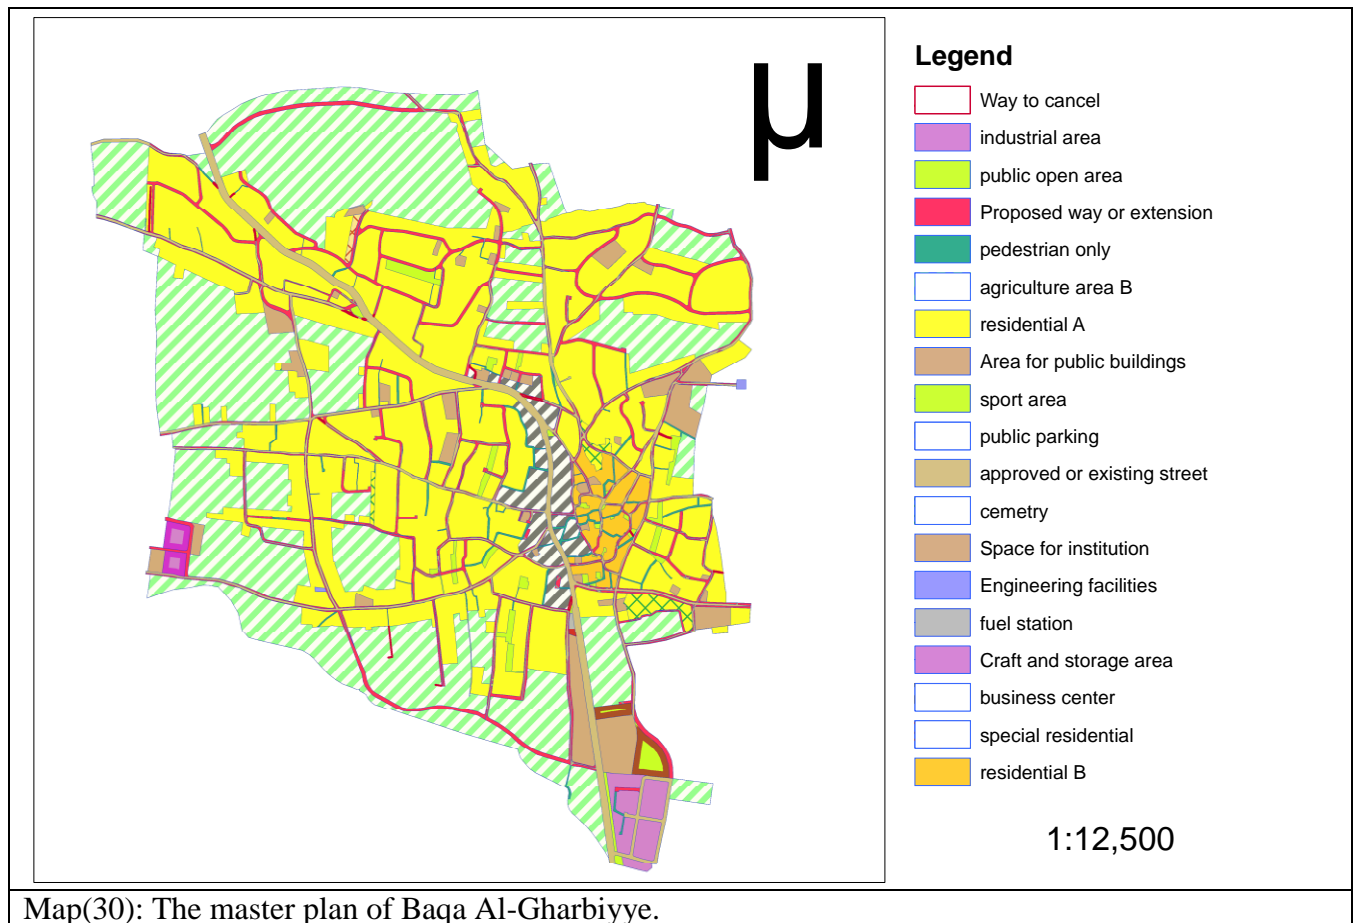 µ
Legend
Way to cancel
industrial area
public open area
Proposed way or extension
pedestrian only
agriculture area B
residential A
Area for public buildings
sport area
public parking
approved or existing street
cemetry
Space for institution
Engineering facilities
fuel station
Craft and storage area
business center
special residential
residential B
1:12,500
Map(30): The master plan of Baqa Al-Gharbiyye.